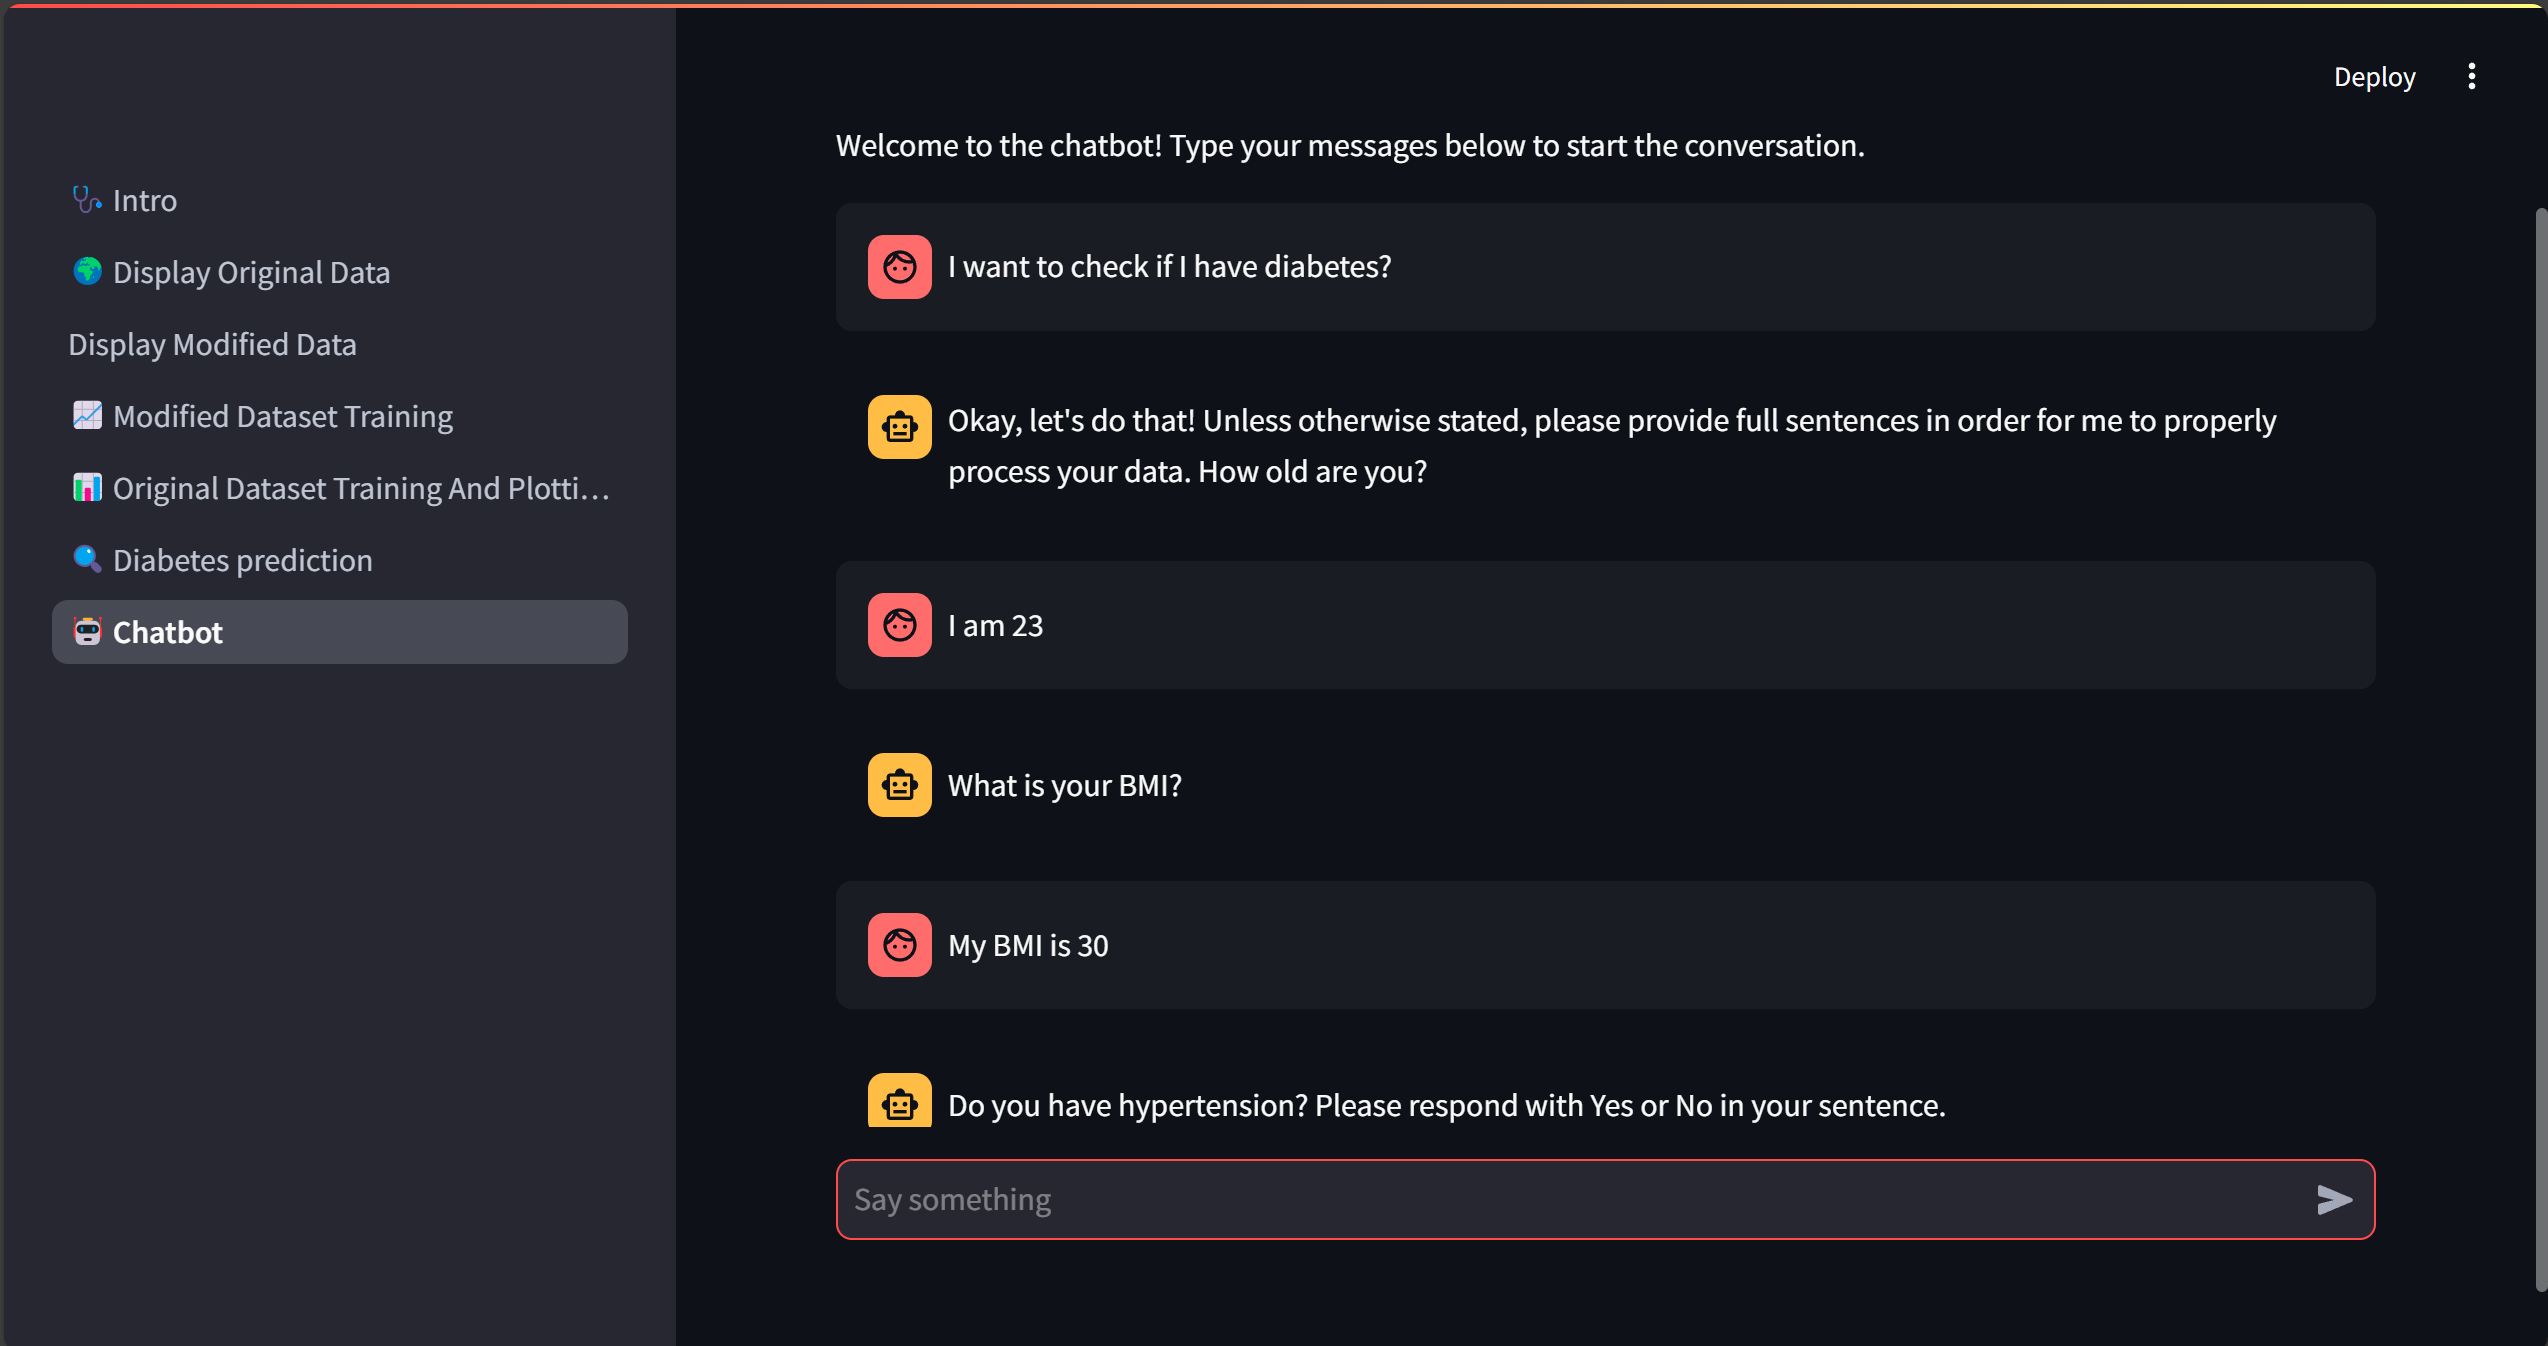 Deploy
Intro
Display Original Data
Display Modified Data
Modified Dataset Training
Original Dataset Training And Plotti...
Diabetes prediction
Chatbot
Welcome to the chatbot! Type your messages below to start the conversation.
I want to check if I have diabetes?
Okay, let's do that! Unless otherwise stated, please provide full sentences in order for me to properly
process your data. How old are you?
I am 23
What is your BMI?
My BMI is 30
Do you have hypertension? Please respond with Yes or No in your sentence.
Say something